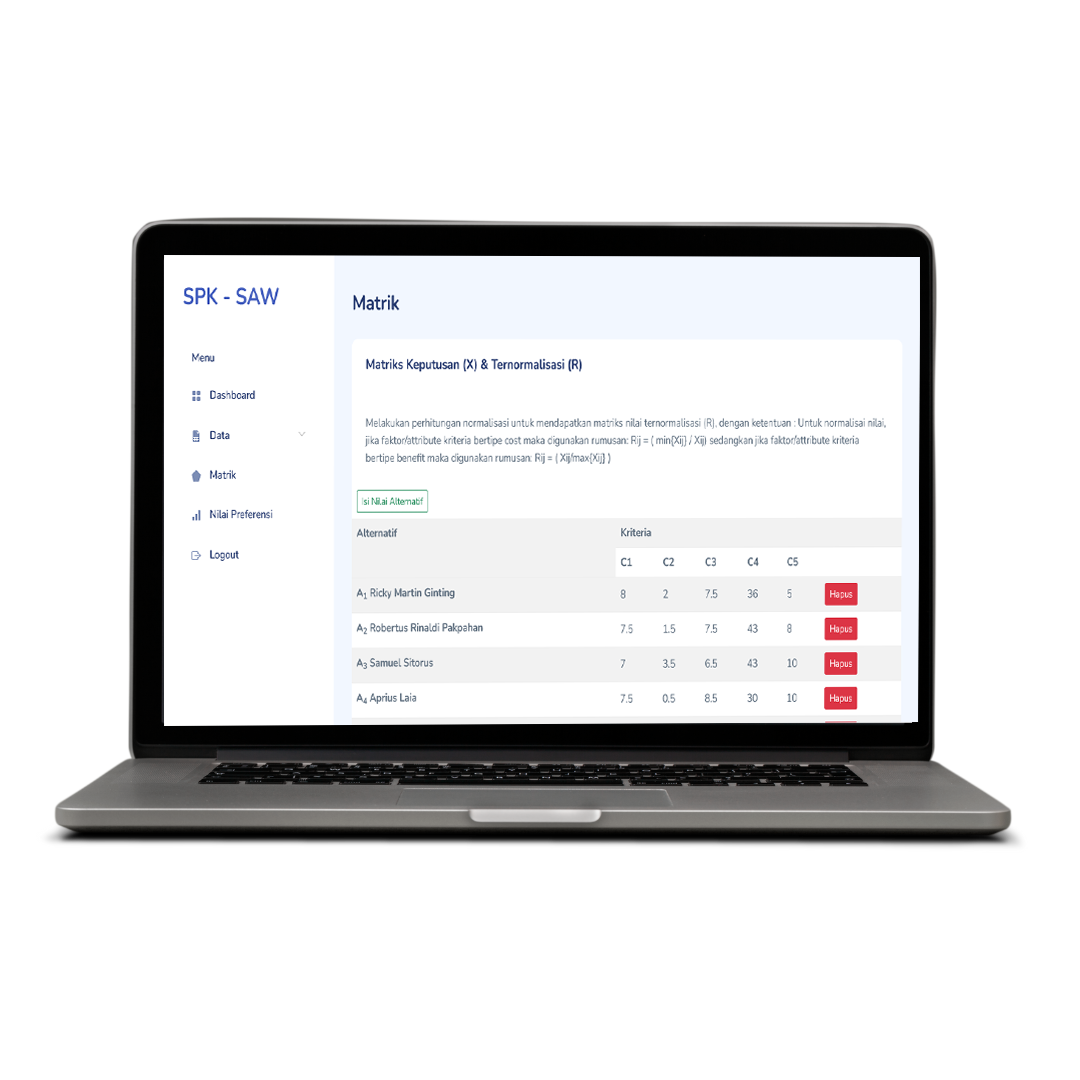 SPK - SAW
Menu
Dashboard
Data
Matrik
Nilai Preferensi
Logout
Matrik
Matriks Keputusan (X) & Ternormalisasi (R)
Melakukan perhitungan normalisasi untuk mendapatkan matriks nilai ternormalisasi (R), dengan ketentuan : Untuk normalisai nilai,
jika faktor/attribute kriteria bertipe cost maka digunakan rumusan: Rij = ( min{Xij} / Xij) sedangkan jika faktor/attribute kriteria
bertipe benefit maka digunakan rumusan: Rij = ( Xij/max{Xij} )
Isi Nilai Alternatif
Alternatif Kriteria
C1 C2 C3 C4 C5
A1 Ricky Martin Ginting 8 2 7.5 36 5 Hapus
A2 Robertus Rinaldi Pakpahan 7.5 1.5 7.5 43 8 Hapus
A3 Samuel Sitorus 7 3.5 6.5 43 10 Hapus
A4 Aprius Laia 7.5 0.5 8.5 30 10 Hapus